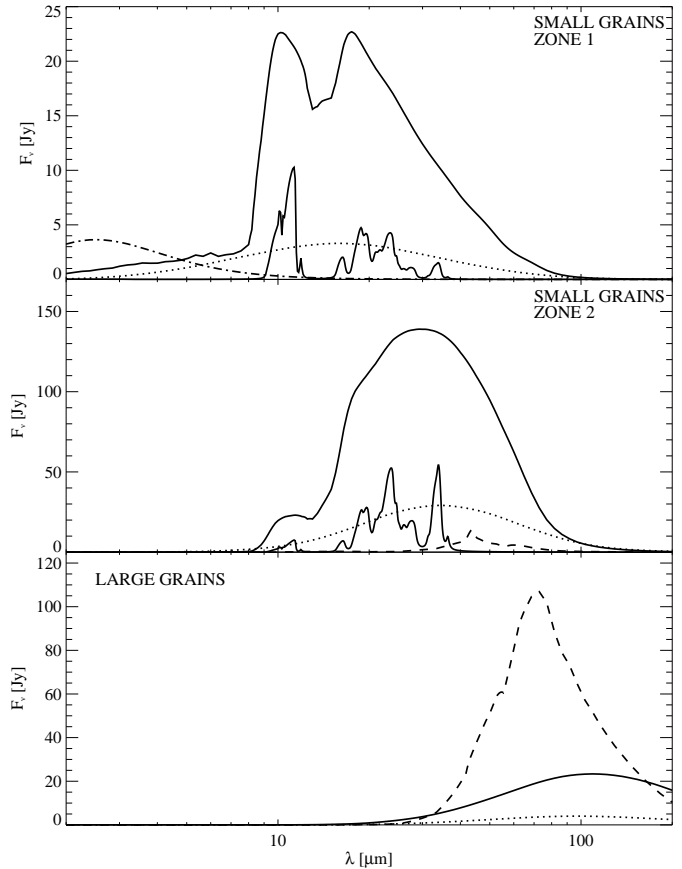 SMALL GRAINS
ZONE 1
25
20
15
10
5
0
F_ν [Jy]
SMALL GRAINS
ZONE 2
150
100
50
0
F_ν [Jy]
LARGE GRAINS
120
100
80
60
40
20
0
F_ν [Jy]
10 100
λ [μm]